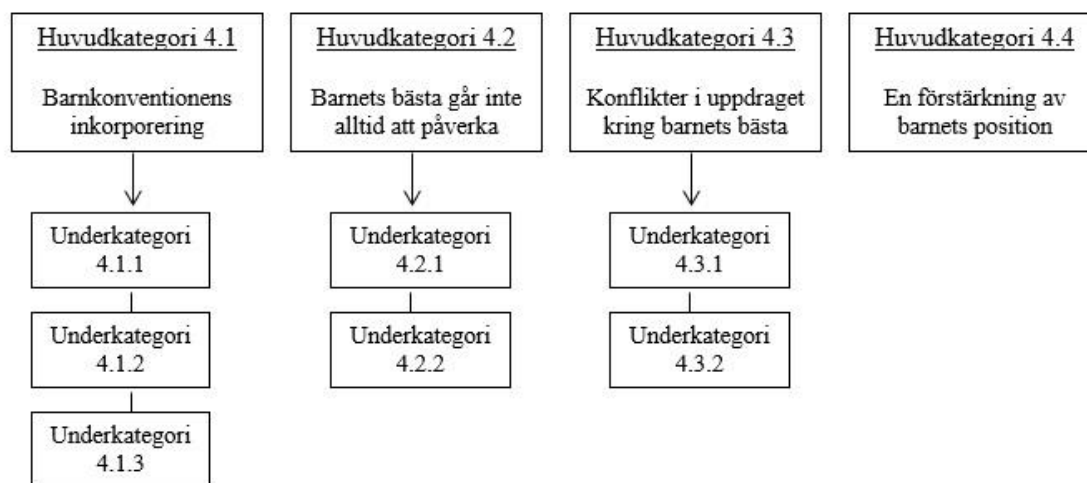 Huvudkategori 4.1
Barnkonventionens
inkorporering
Huvudkategori 4.2
Barnets bästa går inte
alltid att påverka
Huvudkategori 4.3
Konflikter i uppdraget
kring barnets bästa
Huvudkategori 4.4
En förstärkning av
barnets position
Underkategori
4.1.1
Underkategori
4.2.1
Underkategori
4.3.1
Underkategori
4.1.2
Underkategori
4.2.2
Underkategori
4.3.2
Underkategori
4.1.3